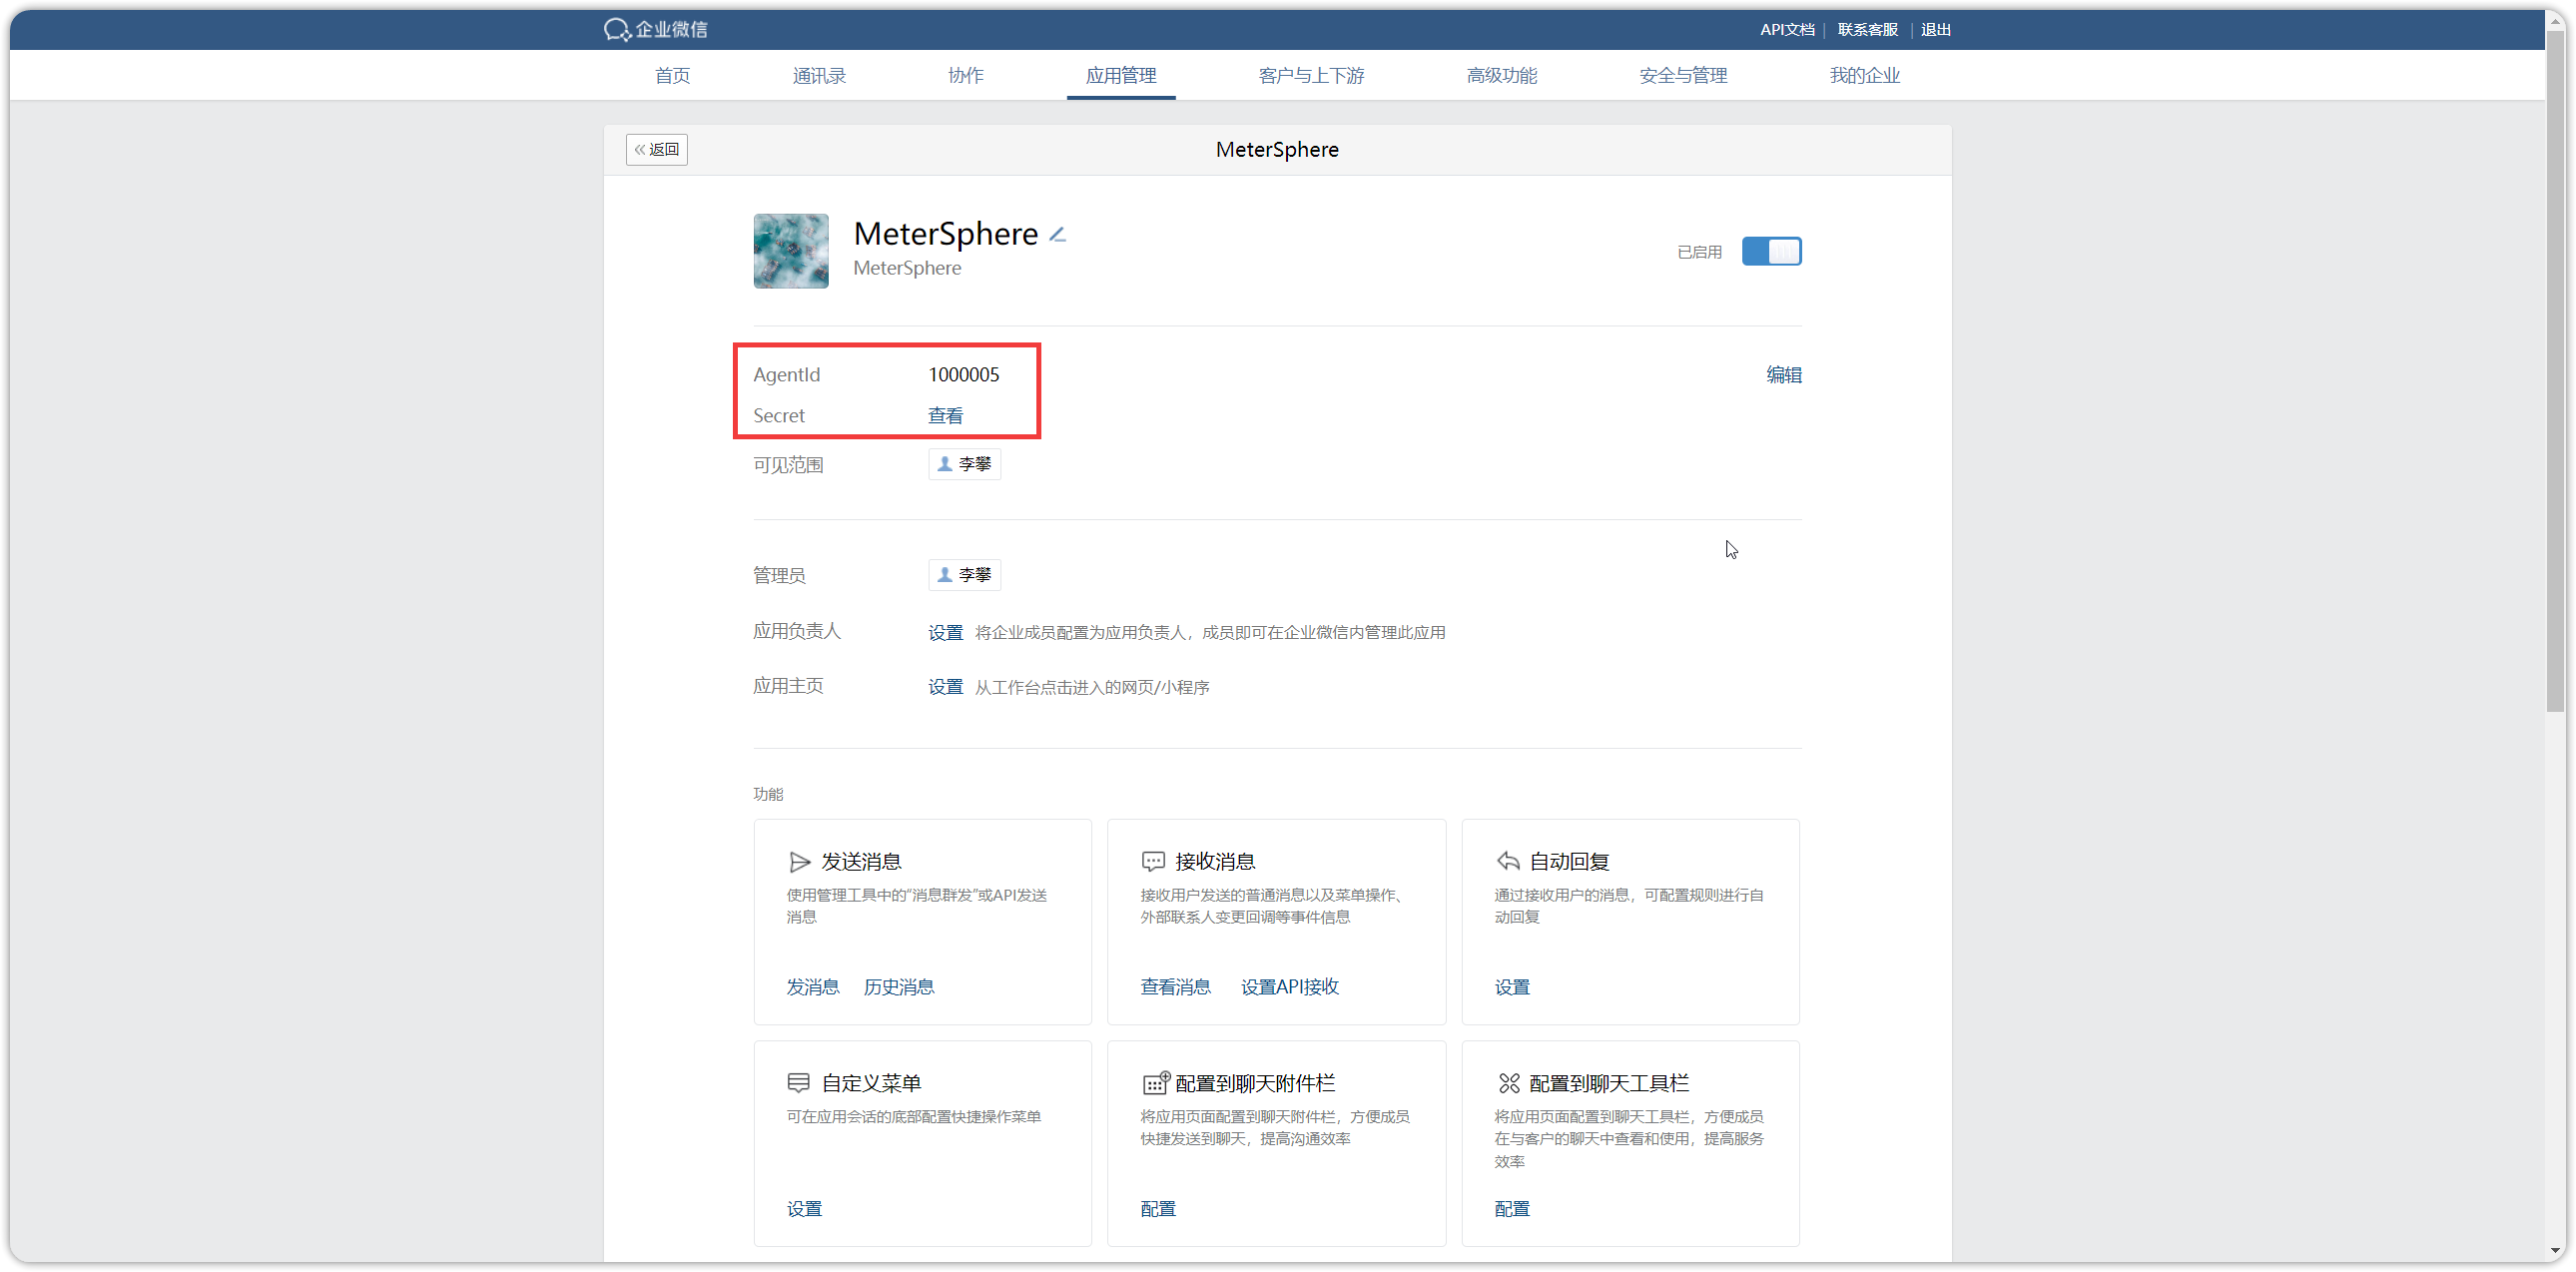 企业微信
API文档 | 联系客服 | 退出
首页 通讯录 协作 应用管理 客户与上下游 高级功能 安全与管理 我的企业
« 返回 MeterSphere
MeterSphere
MeterSphere
已启用
AgentId 1000005 编辑
Secret 查看
可见范围 李攀
管理员 李攀
应用负责人 设置 将企业成员配置为应用负责人，成员即可在企业微信内管理此应用
应用主页 设置 从工作台点击进入的网页/小程序
功能
发送消息
使用管理工具中的“消息群发”或API发送
消息
发消息 历史消息
接收消息
接收用户发送的普通消息以及菜单操作、
外部联系人变更回调等事件信息
查看消息 设置API接收
自动回复
通过接收用户的消息，可配置规则进行自
动回复
设置
自定义菜单
可在应用会话的底部配置快捷操作菜单
设置
配置到聊天附件栏
将应用页面配置到聊天附件栏，方便成员
快捷发送到聊天，提高沟通效率
配置
配置到聊天工具栏
将应用页面配置到聊天工具栏，方便成员
在与客户的聊天中查看和使用，提高服务
效率
配置